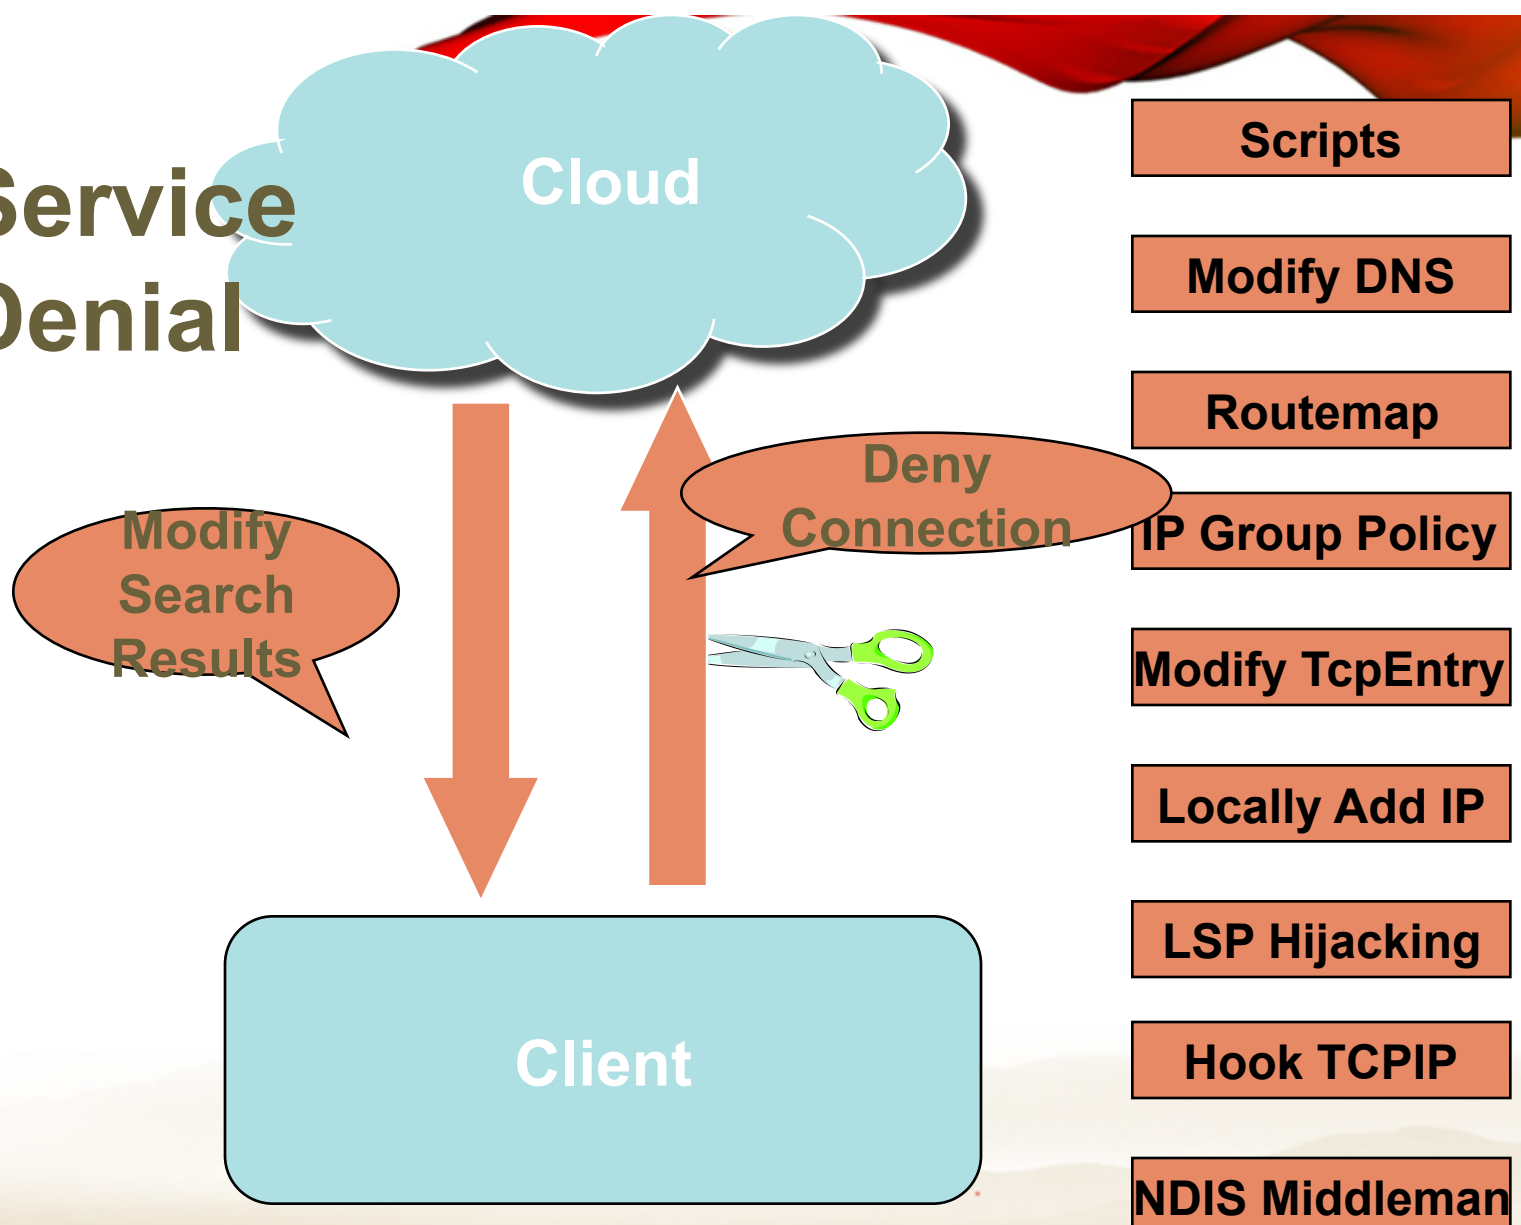 Service
Denial
Cloud
Modify
Search
Results
Deny
Connection
Client
Scripts
Modify DNS
Routemap
IP Group Policy
Modify TcpEntry
Locally Add IP
LSP Hijacking
Hook TCPIP
NDIS Middleman